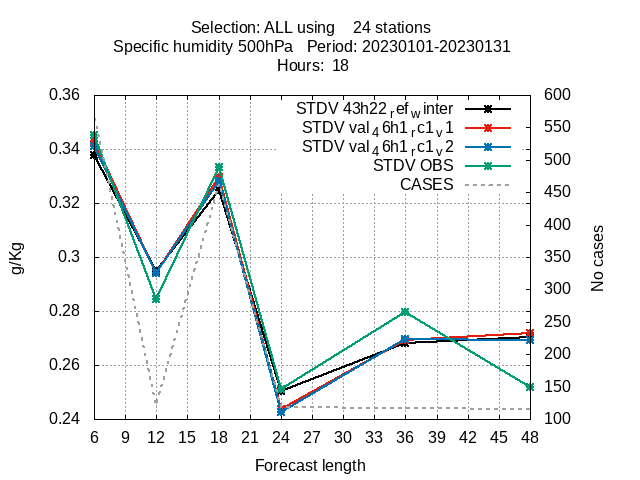 Selection: ALL using    24 stations
Specific humidity 500hPa   Period: 20230101-20230131
Hours:  18
STDV 43h22refwinter
STDV val46h1rc1v1
STDV val46h1rc1v2
STDV OBS
CASES
0.36
0.34
0.32
0.3
0.28
0.26
0.24
g/Kg
600
550
500
450
400
350
300
250
200
150
100
No cases
6 9 12 15 18 21 24 27 30 33 36 39 42 45 48
Forecast length